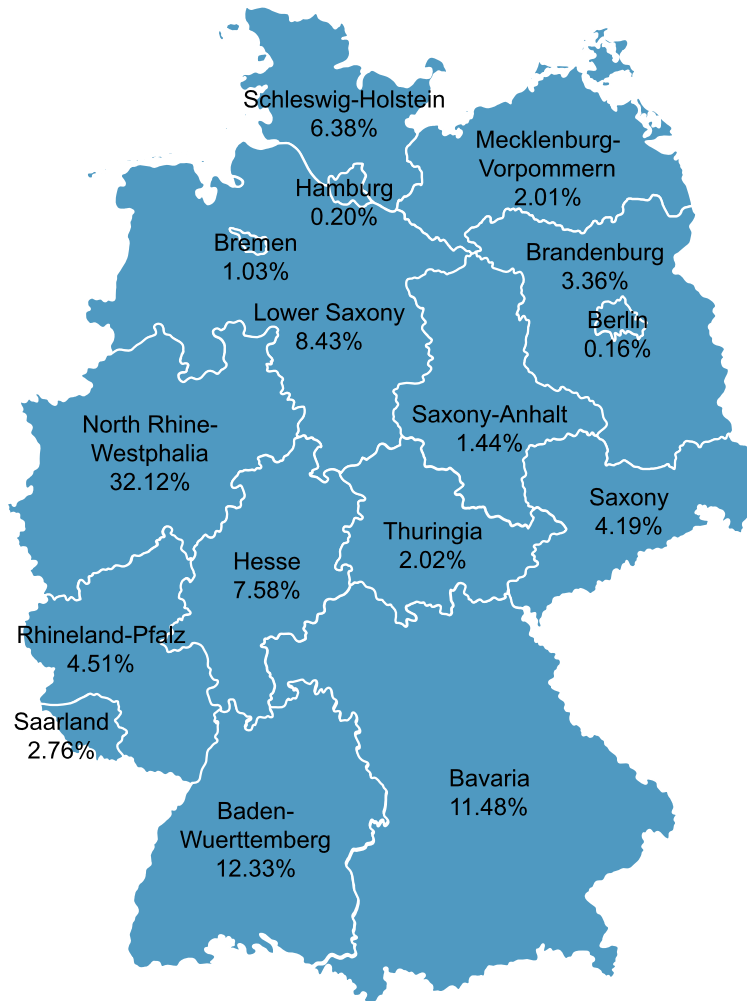 Schleswig-Holstein
6.38%
Mecklenburg-
Vorpommern
2.01%
Hamburg
0.20%
Bremen
1.03%
Brandenburg
3.36%
Lower Saxony
8.43%
Berlin
0.16%
North Rhine-
Westphalia
32.12%
Saxony-Anhalt
1.44%
Saxony
4.19%
Thuringia
2.02%
Hesse
7.58%
Rhineland-Pfalz
4.51%
Saarland
2.76%
Bavaria
11.48%
Baden-
Wuerttemberg
12.33%